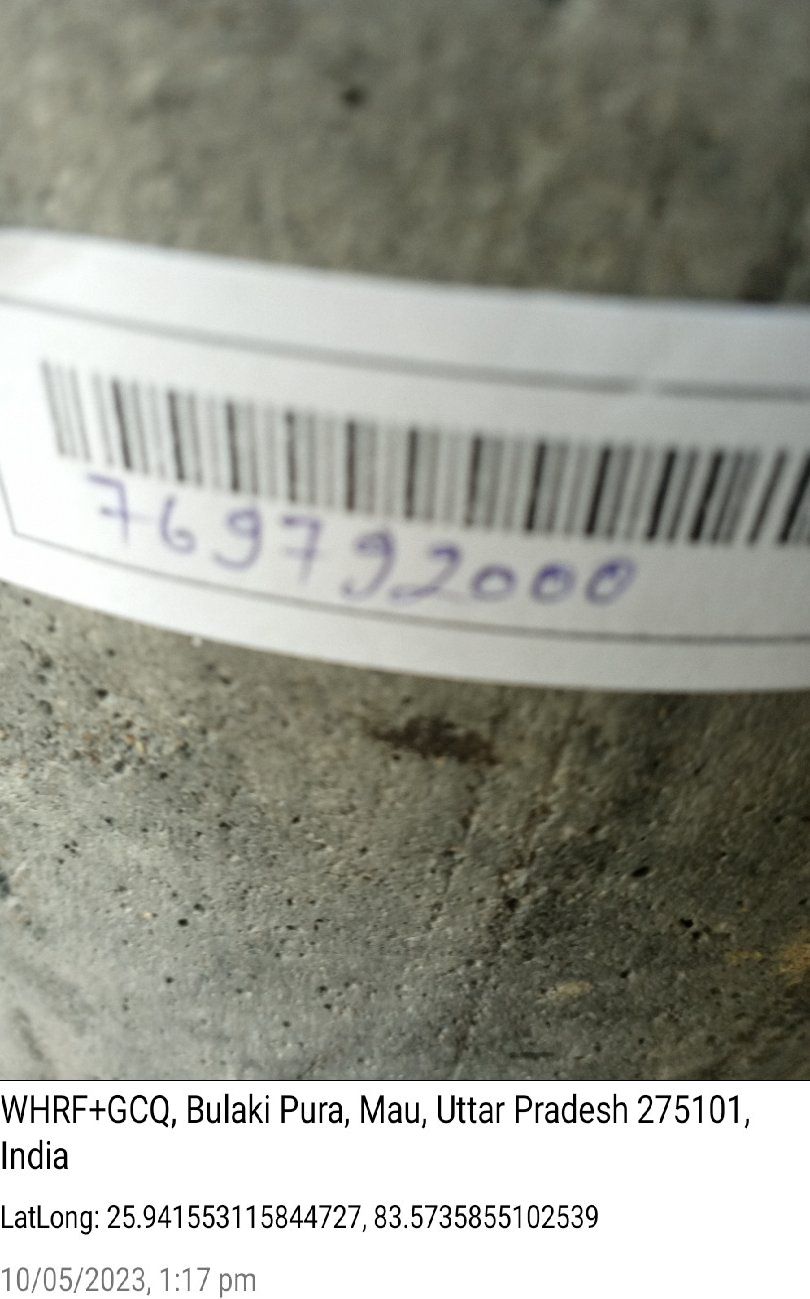 769792000
WHRF+GCQ, Bulaki Pura, Mau, Uttar Pradesh 275101,
India
LatLong: 25.941553115844727, 83.5735855102539
10/05/2023, 1:17 pm